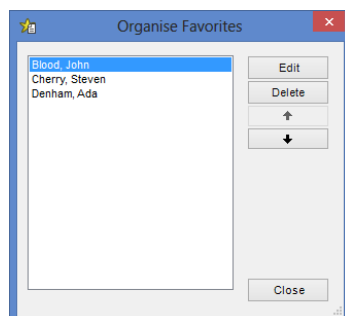 Organise Favorites
Blood, John
Cherry, Steven
Denham, Ada
Edit
Delete
Close